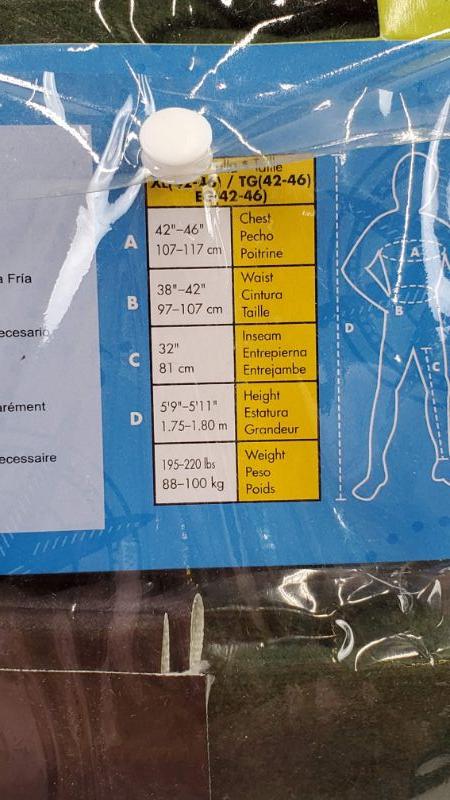 Taille
XL(42-46) / TG(42-46)
EG(42-46)
A
42"–46"
107–117 cm
Chest
Pecho
Poitrine
B
38"–42"
97–107 cm
Waist
Cintura
Taille
C
32"
81 cm
Inseam
Entrepierna
Entrejambe
D
5'9"–5'11"
1.75–1.80 m
Height
Estatura
Grandeur
195–220 lbs
88–100 kg
Weight
Peso
Poids
a Fría
ecesario
arément
ecessaire
A
B
C
D